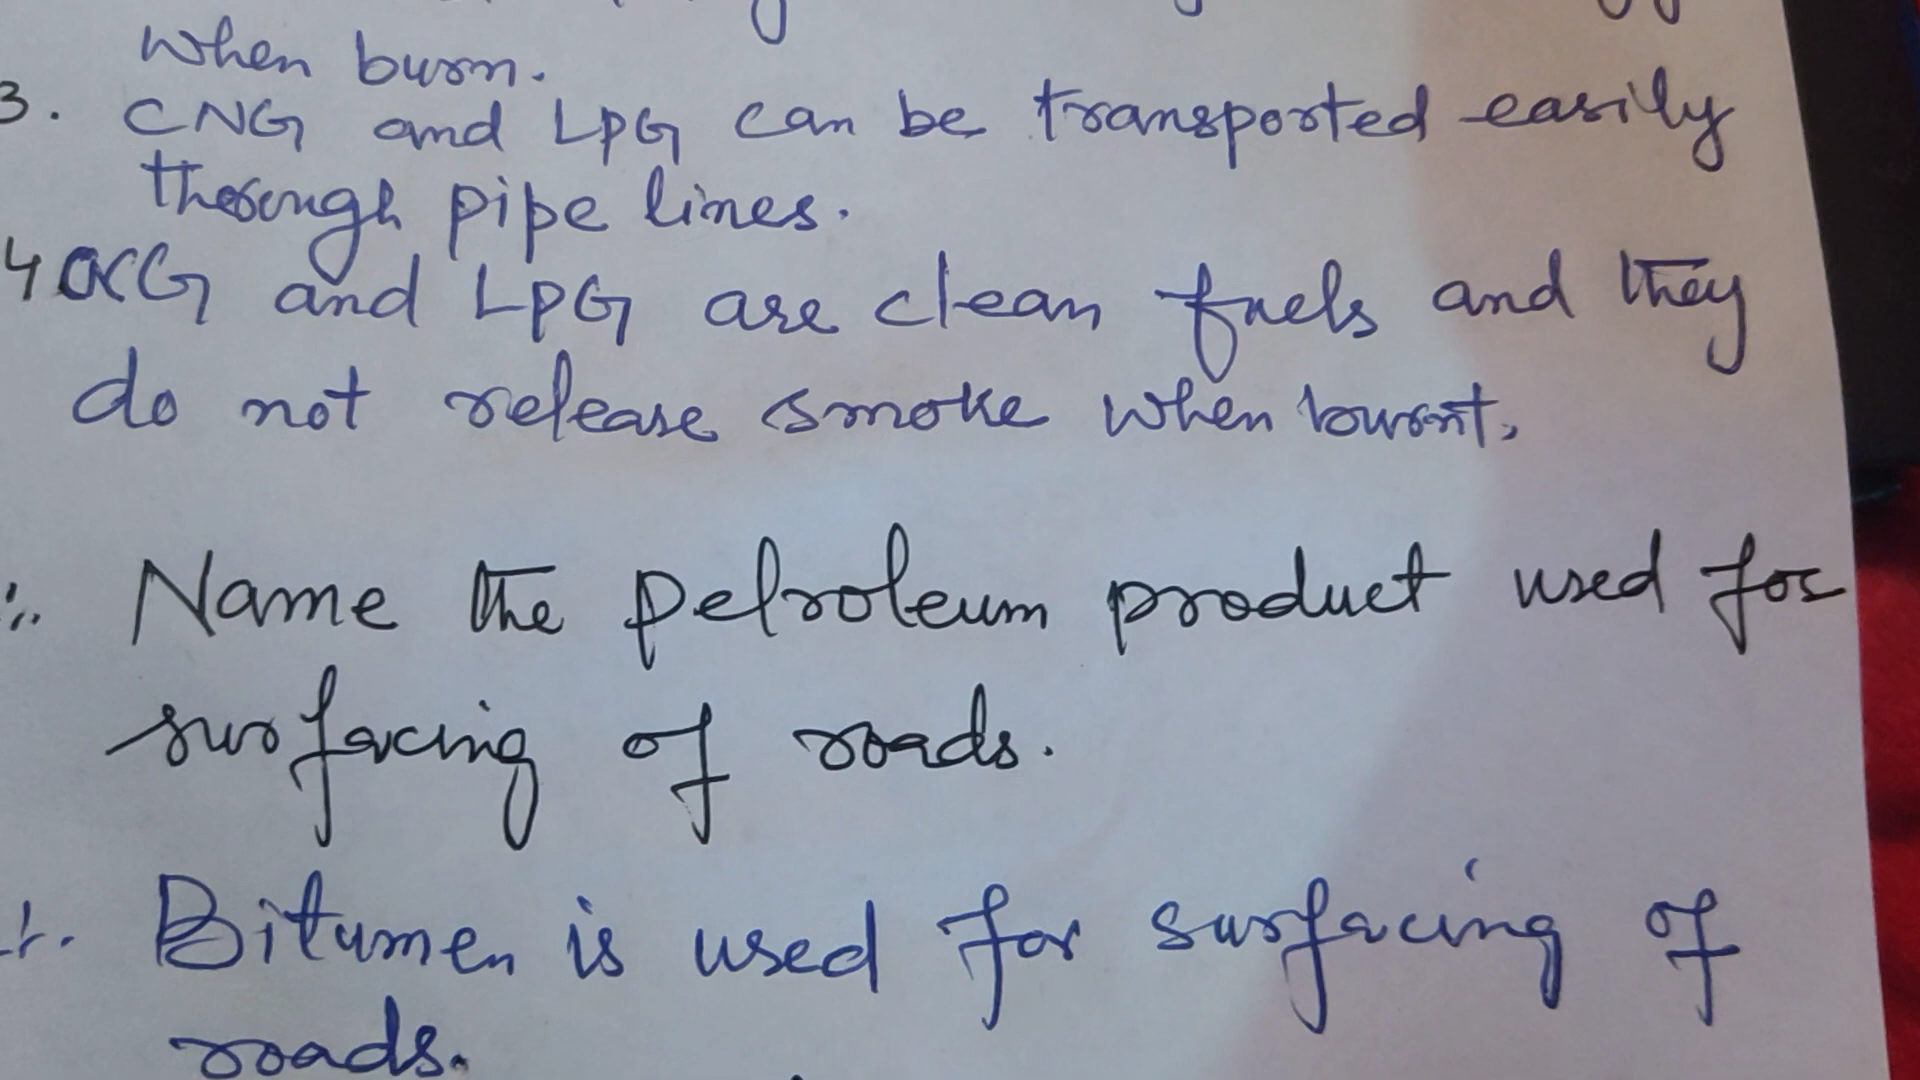 When burn.
3. CNG and LPG can be transported easily
through pipe lines.
4 and LPG are clean fuels and they
do not release smoke when burnt,
Name the petroleum product used for
surfacing of roads.
Bitumen is used for surfacing of
roads.